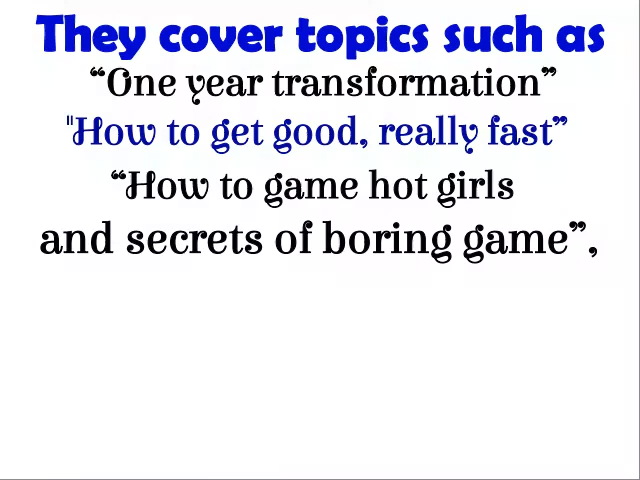 They cover topics such as
“One year transformation”
"How to get good, really fast”
“How to game hot girls
and secrets of boring game”,